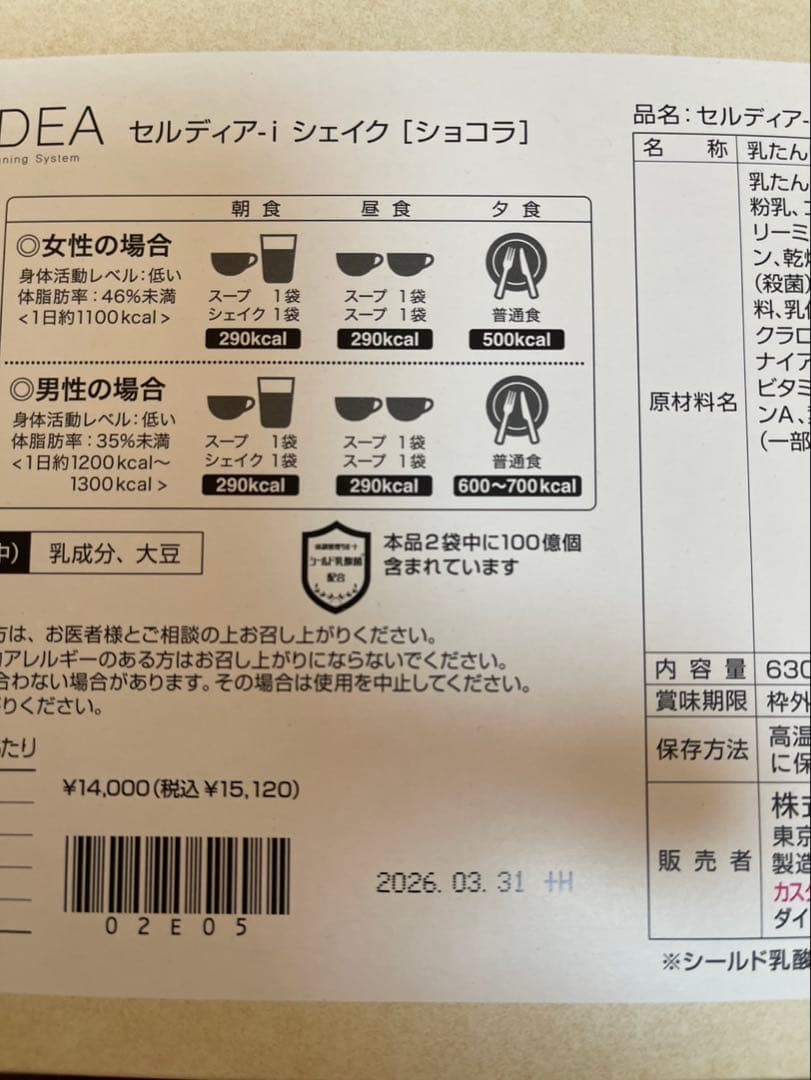 DEA
ning System
セルディア-i シェイク [ショコラ]
朝 食 昼 食 夕 食
◎女性の場合
身体活動レベル：低い
体脂肪率：46%未満
<1日約1100kcal>
スープ 1袋
シェイク 1袋
290kcal
スープ 1袋
スープ 1袋
290kcal
普通食
500kcal
◎男性の場合
身体活動レベル：低い
体脂肪率：35%未満
<1日約1200kcal〜
1300kcal>
スープ 1袋
シェイク 1袋
290kcal
スープ 1袋
スープ 1袋
290kcal
普通食
600〜700kcal
中) 乳成分、大豆
シールド乳酸菌
配合
本品2袋中に100億個
含まれています
方は、お医者様とご相談の上お召し上がりください。
アレルギーのある方はお召し上がりにならないでください。
合わない場合があります。その場合は使用を中止してください。
がりください。
たり
¥14,000(税込¥15,120)
02E05
2026. 03. 31 +H
品名：セルディア-
名 称 乳たん
原材料名
乳たん
粉乳、
リーミ
ン、乾燥
(殺菌)
料、乳化
クラロ
ナイア
ビタミ
ンA、
(一部
内容量 630
賞味期限 枠外
保存方法 高温
に保
販売者 株式
東京
製造
カスタ
ダイ
※シールド乳酸